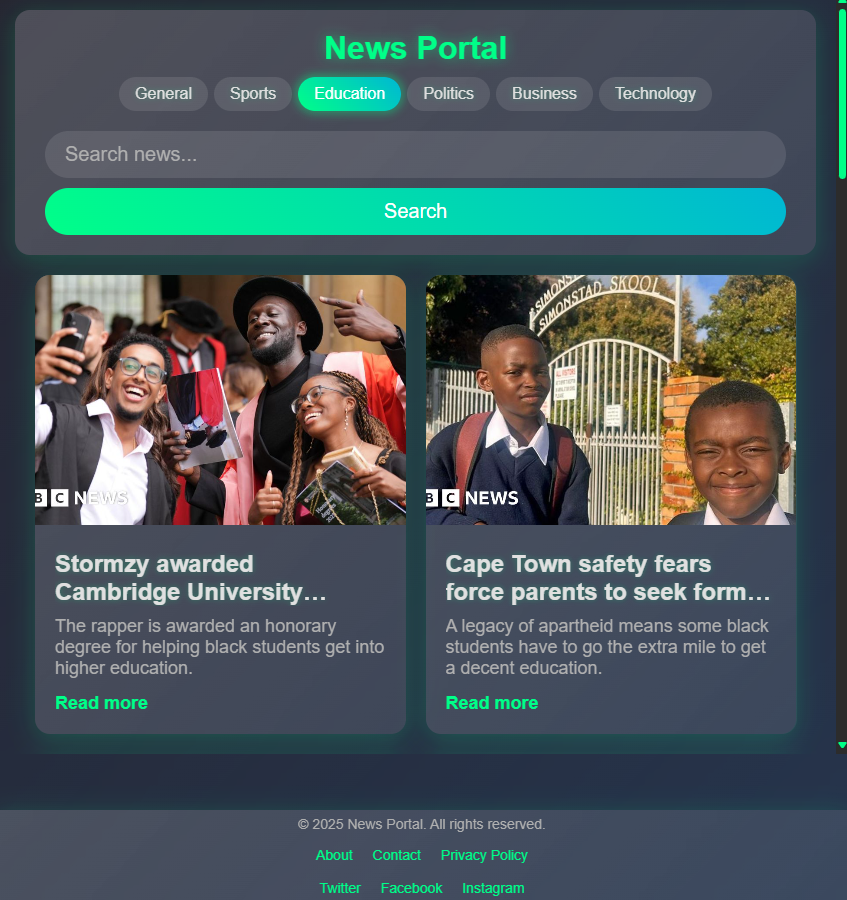 News Portal
General Sports Education Politics Business Technology
Search news...
Search
B C NEWS
SIMONSTAD SKOOL
ALL VISITORS
B C NEWS
Stormzy awarded
Cambridge University...
The rapper is awarded an honorary
degree for helping black students get into
higher education.
Read more
Cape Town safety fears
force parents to seek form...
A legacy of apartheid means some black
students have to go the extra mile to get
a decent education.
Read more
© 2025 News Portal. All rights reserved.
About Contact Privacy Policy
Twitter Facebook Instagram